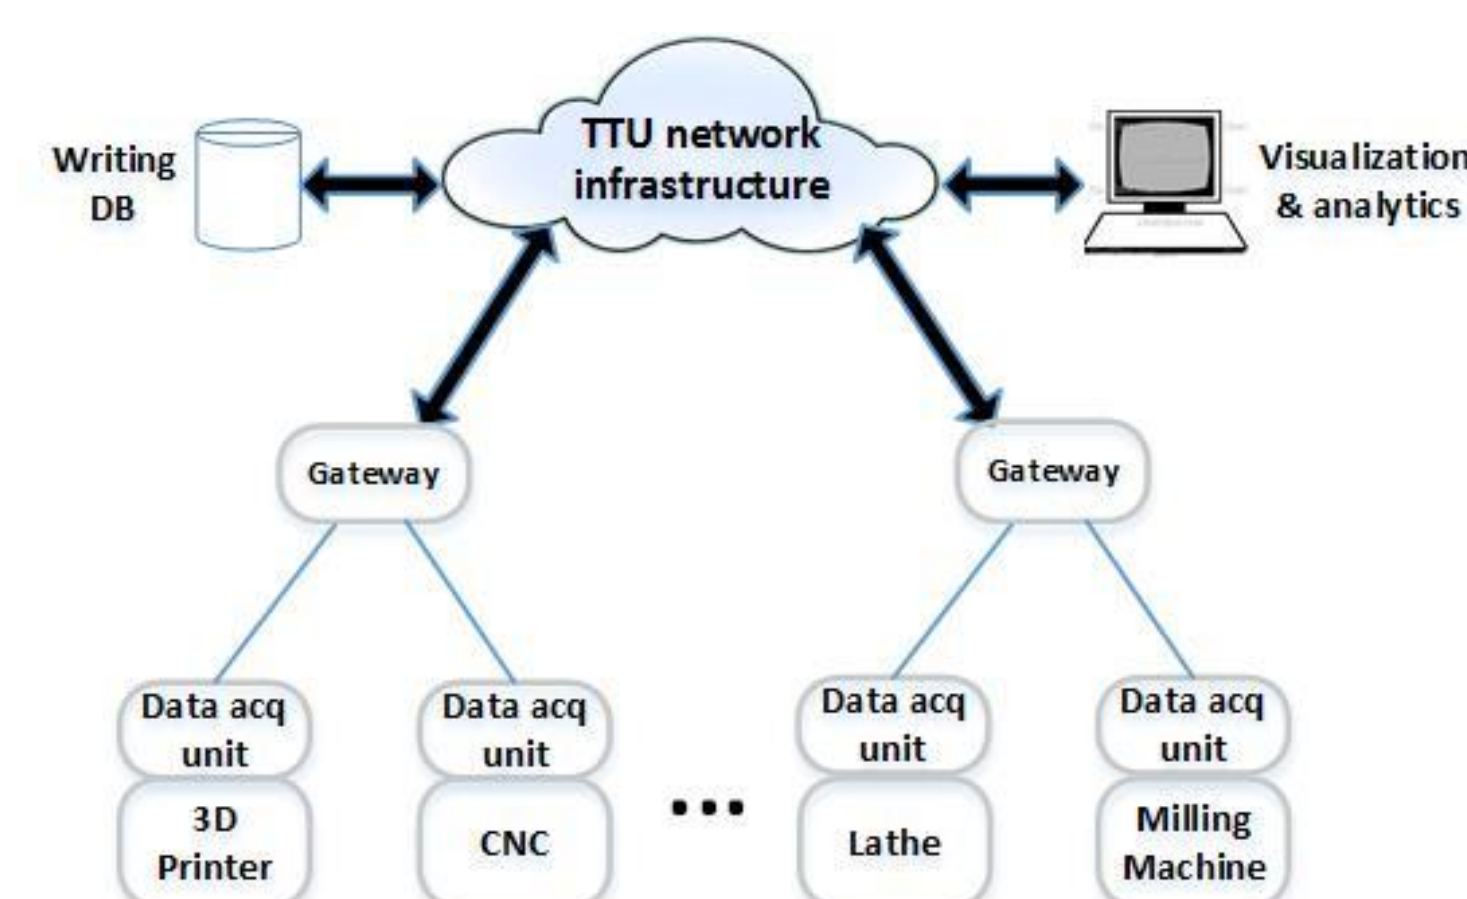 TTU network
infrastructure
Writing
DB
Visualization
& analytics
Gateway
Gateway
Data acq
unit
Data acq
unit
Data acq
unit
Data acq
unit
3D
Printer
CNC
...
Lathe
Milling
Machine